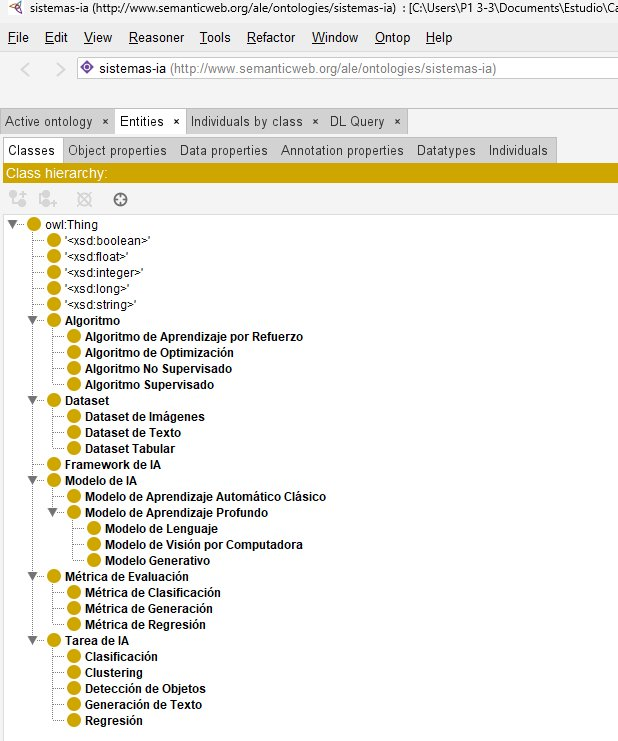 sistemas-ia (http://www.semanticweb.org/ale/ontologies/sistemas-ia) : [C:\Users\P1 3-3\Documents\Estudio\Ca
File Edit View Reasoner Tools Refactor Window Ontop Help
sistemas-ia (http://www.semanticweb.org/ale/ontologies/sistemas-ia)
Active ontology × Entities × Individuals by class × DL Query ×
Classes Object properties Data properties Annotation properties Datatypes Individuals
Class hierarchy:
owl:Thing
'<xsd:boolean>'
'<xsd:float>'
'<xsd:integer>'
'<xsd:long>'
'<xsd:string>'
Algoritmo
Algoritmo de Aprendizaje por Refuerzo
Algoritmo de Optimización
Algoritmo No Supervisado
Algoritmo Supervisado
Dataset
Dataset de Imágenes
Dataset de Texto
Dataset Tabular
Framework de IA
Modelo de IA
Modelo de Aprendizaje Automático Clásico
Modelo de Aprendizaje Profundo
Modelo de Lenguaje
Modelo de Visión por Computadora
Modelo Generativo
Métrica de Evaluación
Métrica de Clasificación
Métrica de Generación
Métrica de Regresión
Tarea de IA
Clasificación
Clustering
Detección de Objetos
Generación de Texto
Regresión